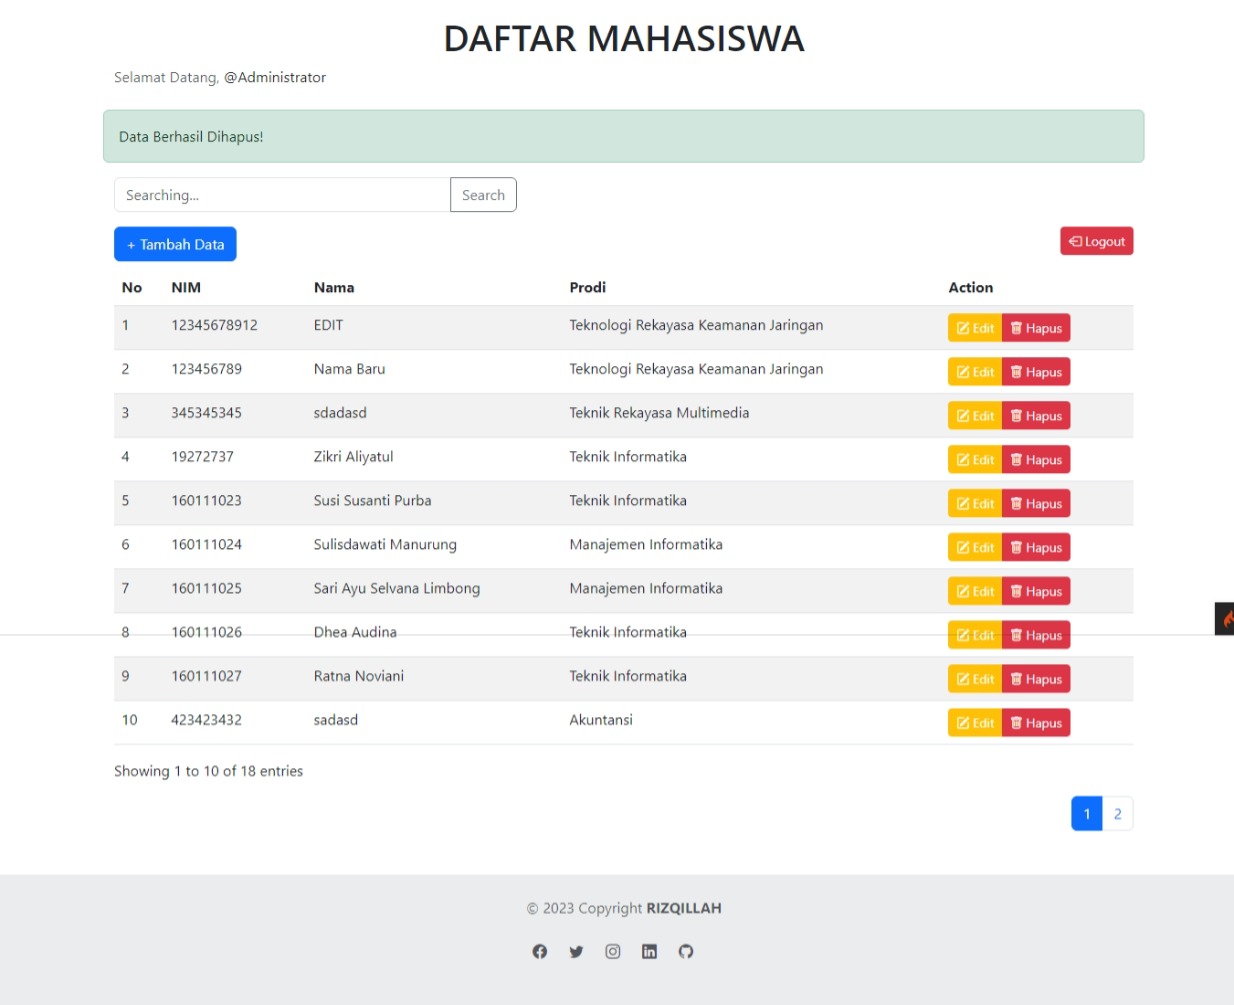 DAFTAR MAHASISWA
Selamat Datang, @Administrator
Data Berhasil Dihapus!
Searching... Search
+ Tambah Data Logout
No NIM Nama Prodi Action
1 12345678912 EDIT Teknologi Rekayasa Keamanan Jaringan Edit Hapus
2 123456789 Nama Baru Teknologi Rekayasa Keamanan Jaringan Edit Hapus
3 345345345 sdadasd Teknik Rekayasa Multimedia Edit Hapus
4 19272737 Zikri Aliyatul Teknik Informatika Edit Hapus
5 160111023 Susi Susanti Purba Teknik Informatika Edit Hapus
6 160111024 Sulisdawati Manurung Manajemen Informatika Edit Hapus
7 160111025 Sari Ayu Selvana Limbong Manajemen Informatika Edit Hapus
8 160111026 Dhea Audina Teknik Informatika Edit Hapus
9 160111027 Ratna Noviani Teknik Informatika Edit Hapus
10 423423432 sadasd Akuntansi Edit Hapus
Showing 1 to 10 of 18 entries
1 2
© 2023 Copyright RIZQILLAH